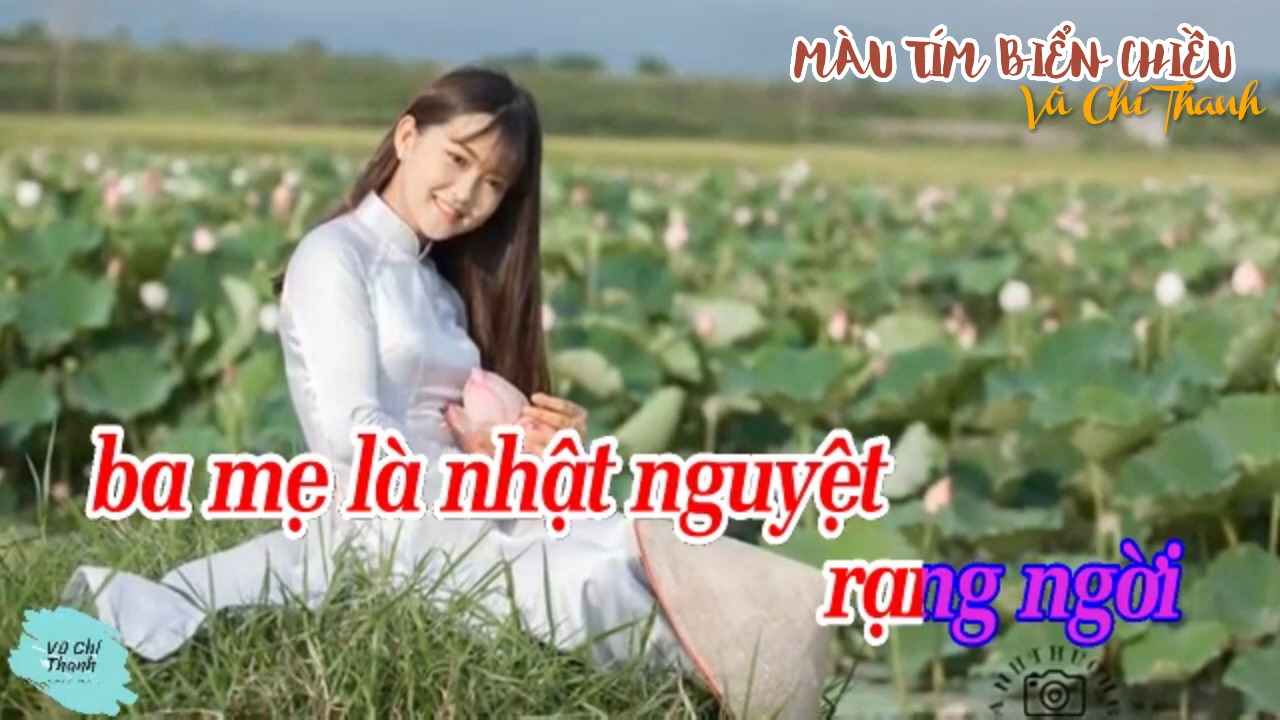 MÀU TÍM BIỂN CHIỀU
Vũ Chí Thanh
ba mẹ là nhật nguyệt
rạng ngời
Vũ Chí
Thanh